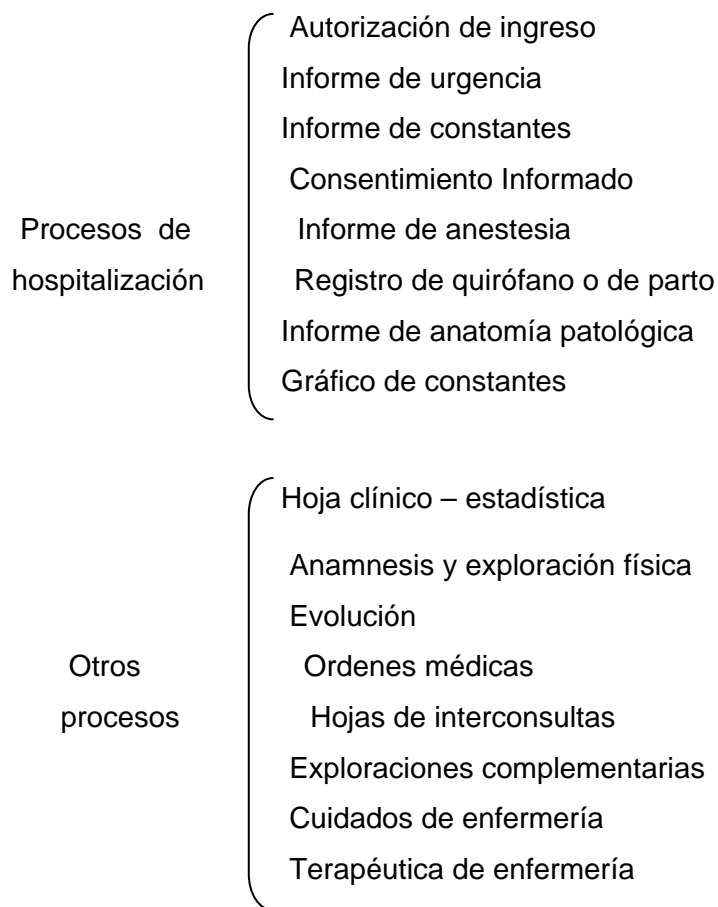 Autorización de ingreso
Informe de urgencia
Informe de constantes
Consentimiento Informado
Procesos de
hospitalización
Informe de anestesia
Registro de quirófano o de parto
Informe de anatomía patológica
Gráfico de constantes
Hoja clínico – estadística
Anamnesis y exploración física
Evolución
Otros
procesos
Ordenes médicas
Hojas de interconsultas
Exploraciones complementarias
Cuidados de enfermería
Terapéutica de enfermería